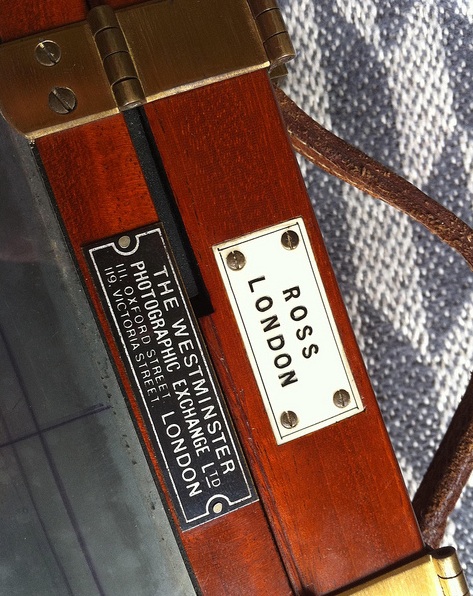 THE WESTMINSTER
PHOTOGRAPHIC EXCHANGE LTD
111, OXFORD STREET
119, VICTORIA STREET LONDON
ROSS
LONDON